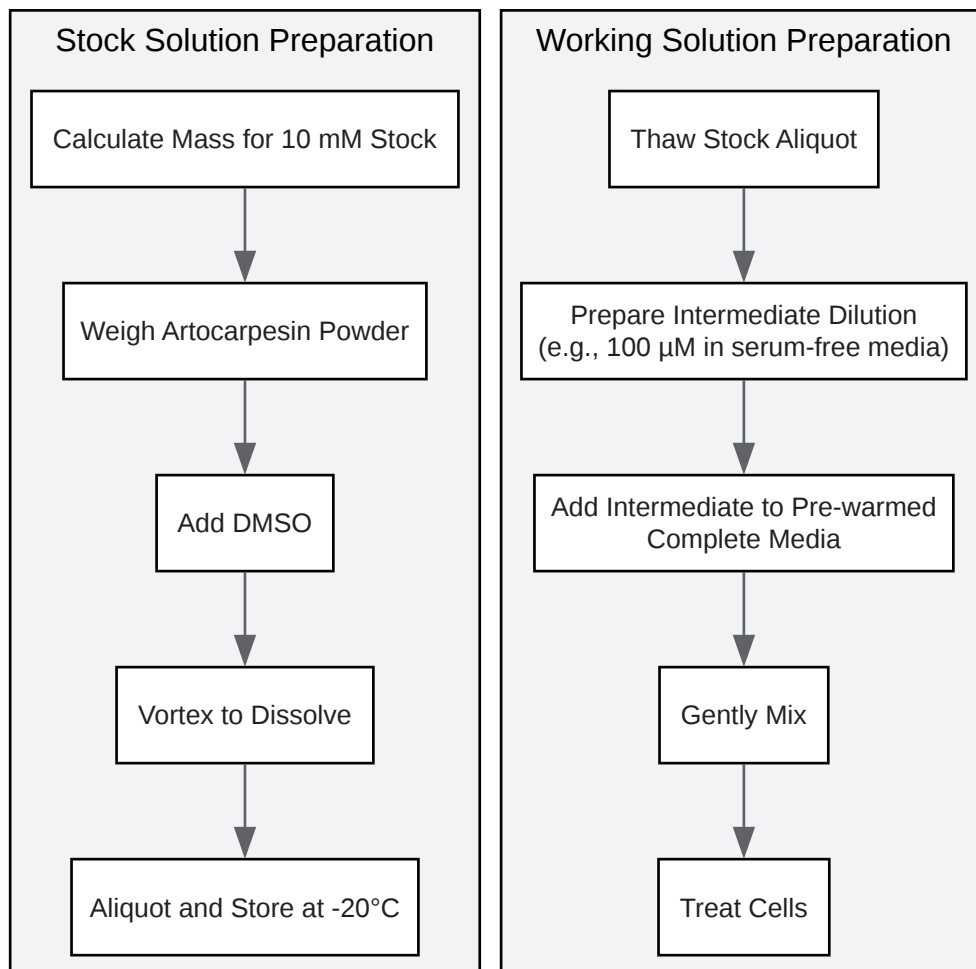 Stock Solution Preparation
Calculate Mass for 10 mM Stock
Weigh Artocarpesin Powder
Add DMSO
Vortex to Dissolve
Aliquot and Store at -20°C
Working Solution Preparation
Thaw Stock Aliquot
Prepare Intermediate Dilution
(e.g., 100 µM in serum-free media)
Add Intermediate to Pre-warmed
Complete Media
Gently Mix
Treat Cells